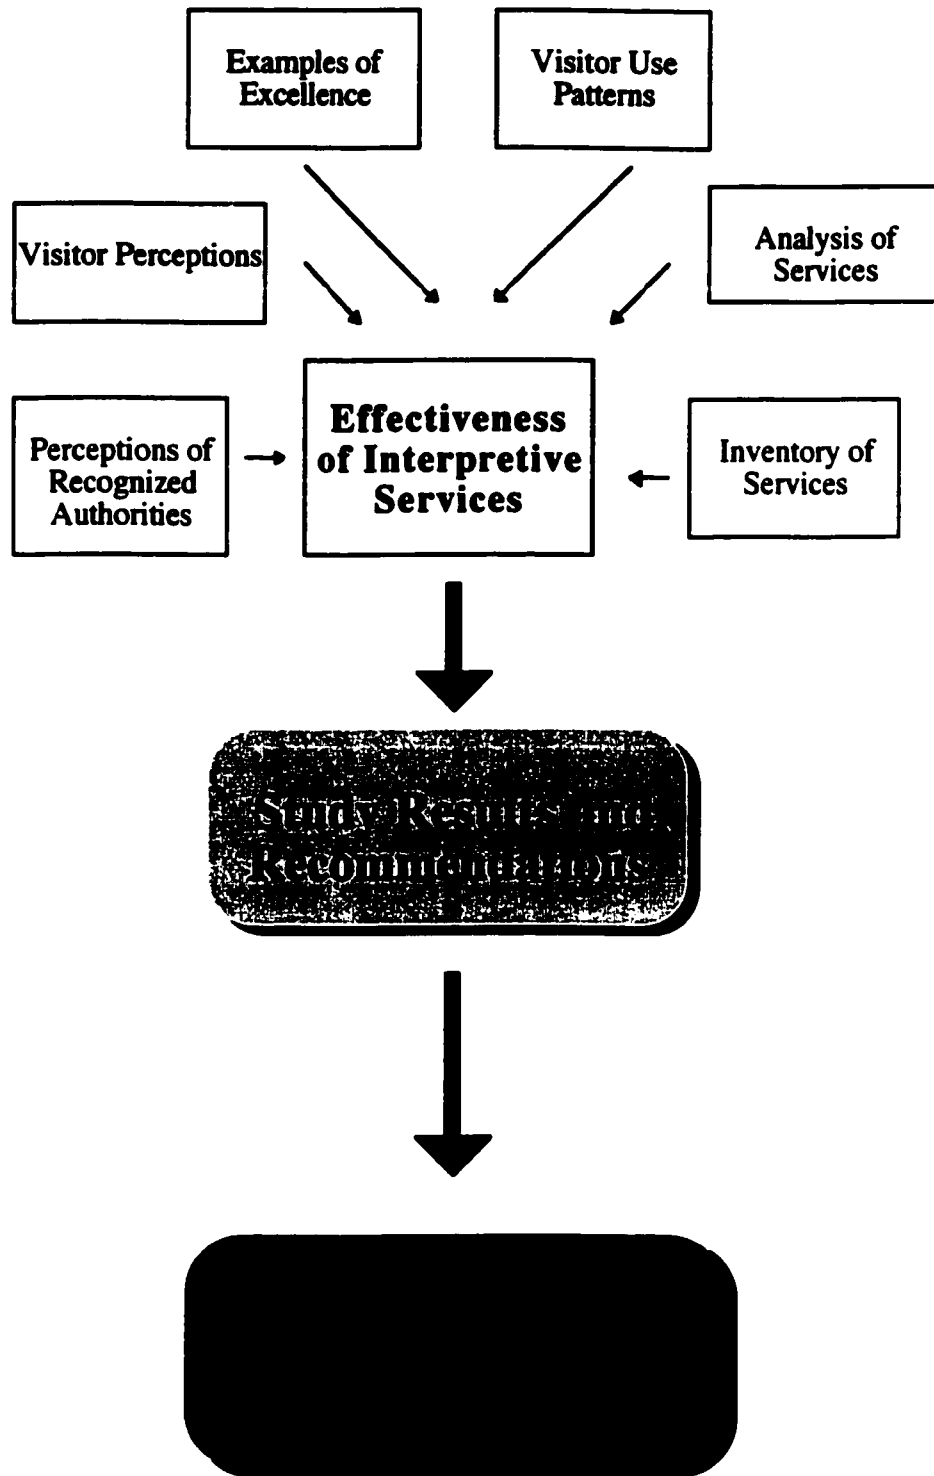 Examples of
Excellence
Visitor Use
Patterns
Visitor Perceptions
Analysis of
Services
Perceptions of
Recognized
Authorities
Effectiveness
of Interpretive
Services
Inventory of
Services
Study Results and
Recommendations